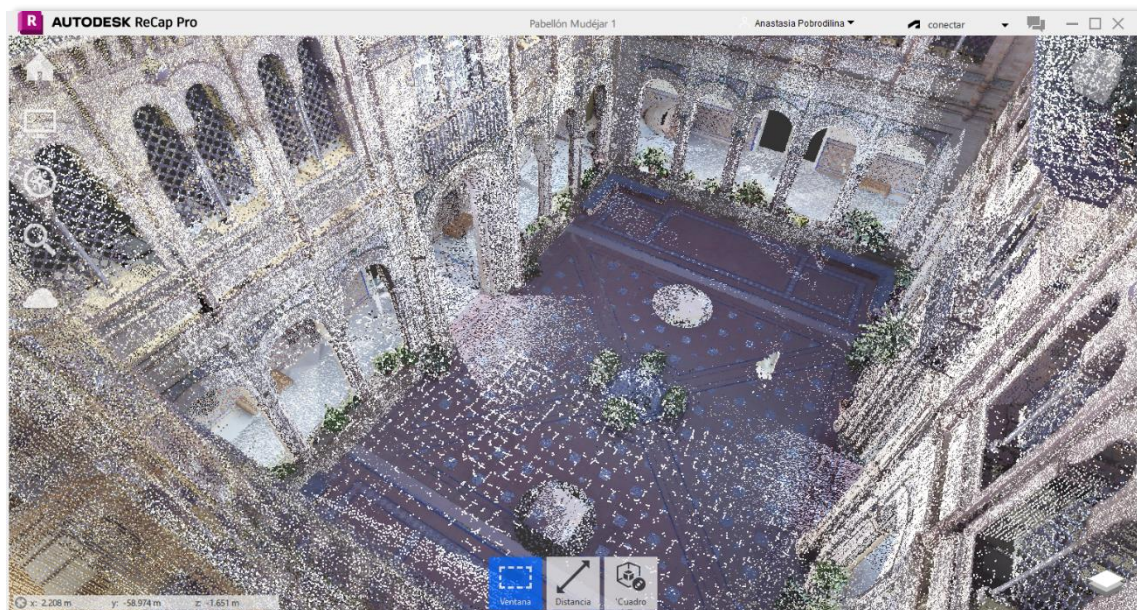 R AUTODESK ReCap Pro
Pabellón Mudéjar 1
Anastasia Pobrodilina
conectar
Ventana
Distancia
'Cuadro
x: 2.208 m y: -58.974 m z: -1.651 m